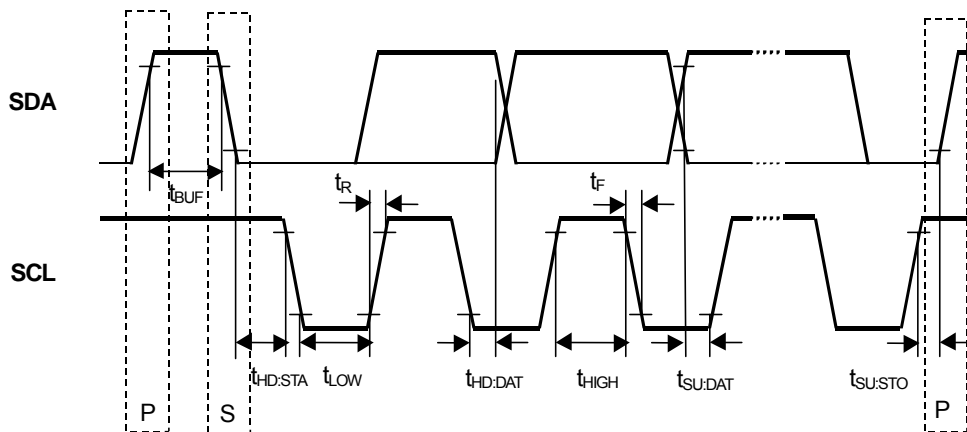 SDA
tBUF
tR
tF
SCL
tHD:STA
tLOW
tHD:DAT
tHIGH
tSU:DAT
tSU:STO
P
S
P